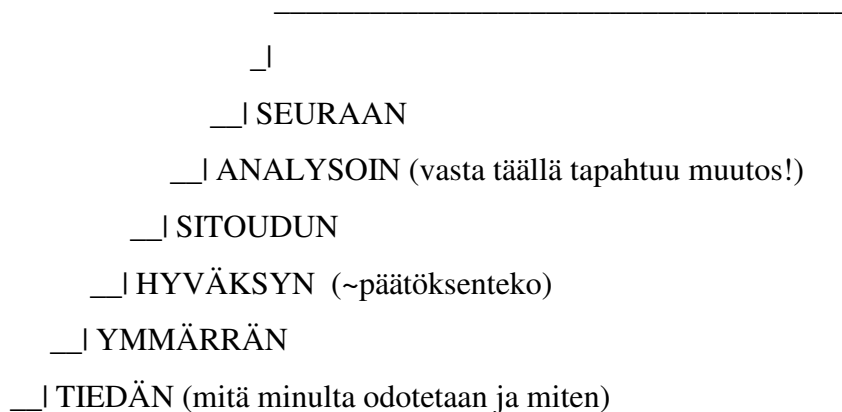 SEURAAN
ANALYSOIN (vasta täällä tapahtuu muutos!)
SITOUDUN
HYVÄKSYN (~päätöksenteko)
YMMÄRRÄN
TIEDÄN (mitä minulta odotetaan ja miten)